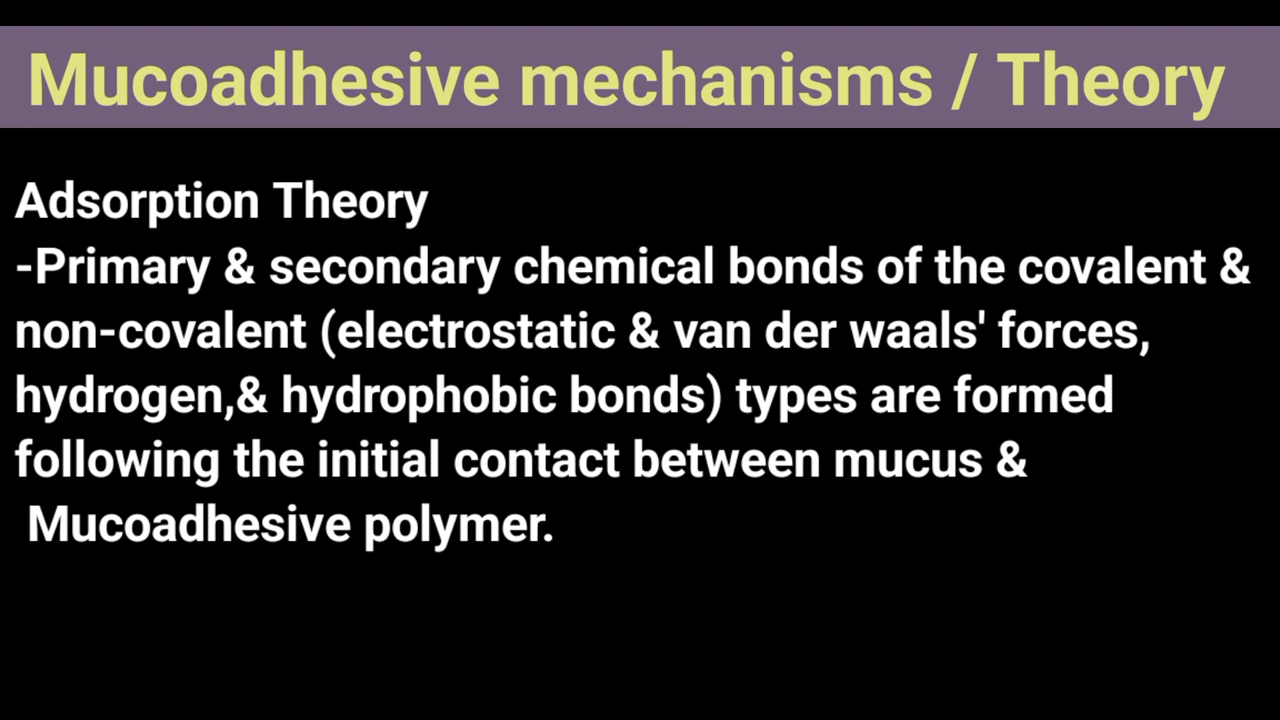 Mucoadhesive mechanisms / Theory
Adsorption Theory
-Primary & secondary chemical bonds of the covalent &
non-covalent (electrostatic & van der waals' forces,
hydrogen,& hydrophobic bonds) types are formed
following the initial contact between mucus &
Mucoadhesive polymer.